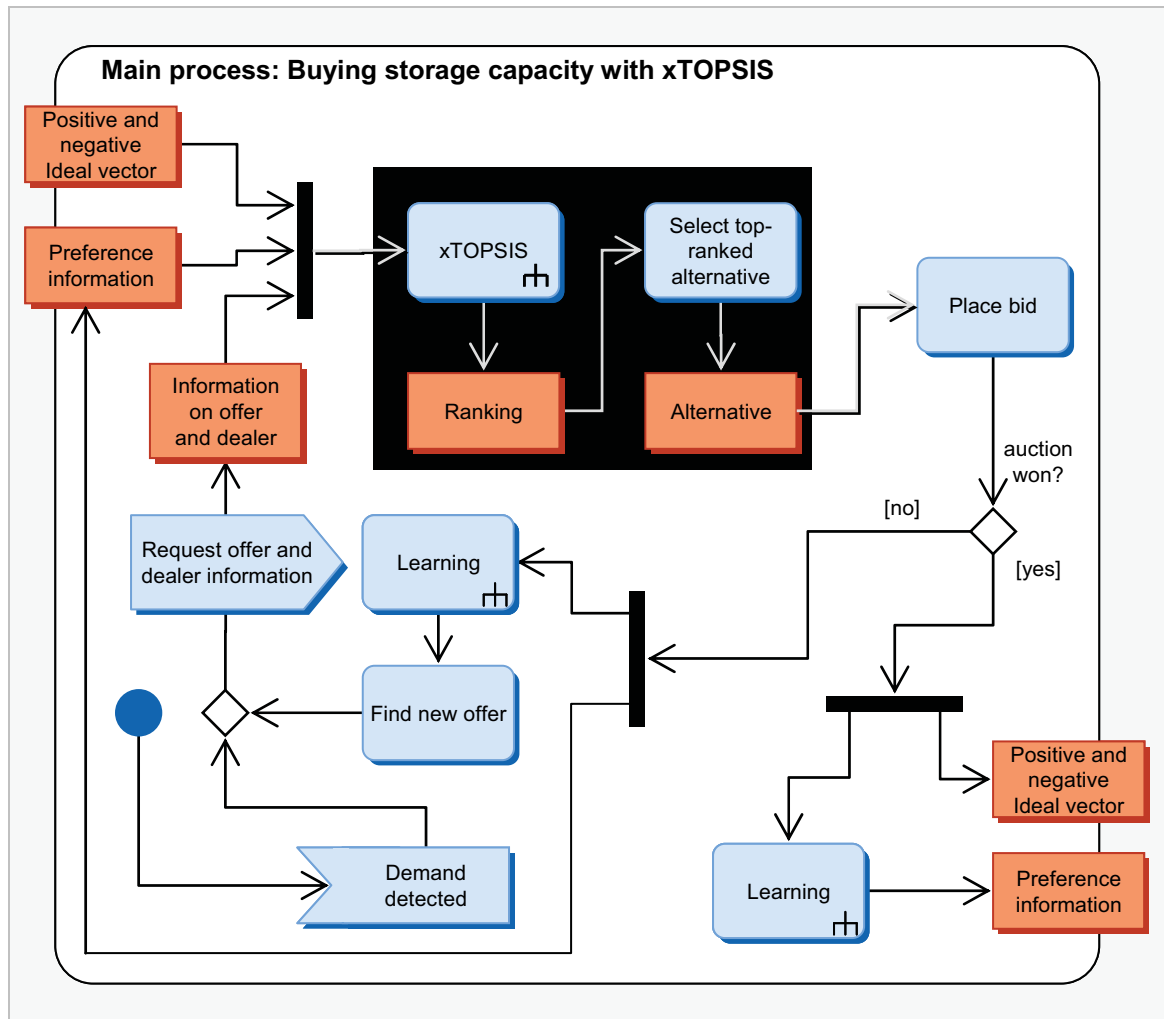 Main process: Buying storage capacity with xTOPSIS
Positive and
negative
Ideal vector
Preference
information
Information
on offer
and dealer
xTOPSIS
Ranking
Select top-
ranked
alternative
Alternative
Place bid
auction
won?
[no]
[yes]
Request offer and
dealer information
Learning
Find new offer
Demand
detected
Positive and
negative
Ideal vector
Learning
Preference
information